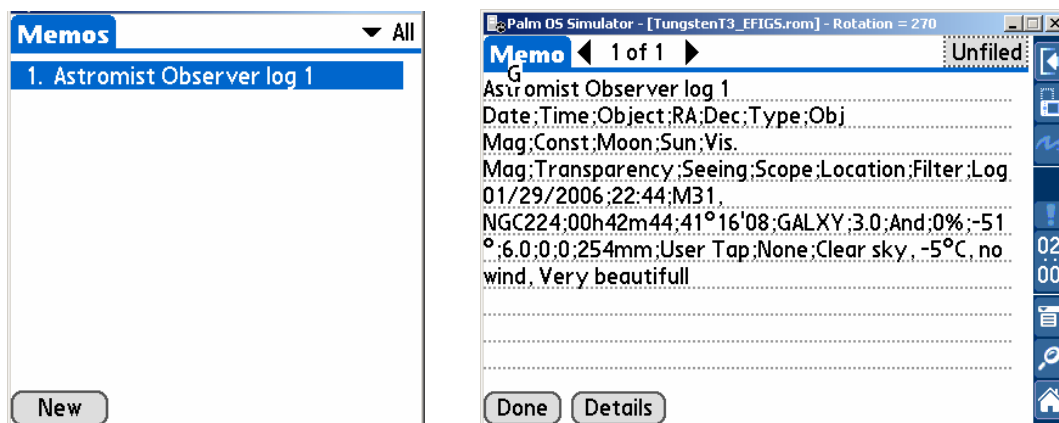 Memos
All
1. Astromist Observer log 1
New
Palm OS Simulator - [TungstenT3_EFIGS.rom] - Rotation = 270
Memo 1 of 1 Unfiled
G
Astromist Observer log 1
Date;Time;Object;RA;Dec;Type;Obj
Mag;Const;Moon;Sun;Vis.
Mag;Transparency;Seeing;Scope;Location;Filter;Log
01/29/2006;22:44;M31,
NGC224;00h42m44;41°16'08;GALXY;3.0;And;0%;-51
°;6.0;0;0;254mm;User Tap;None;Clear sky, -5°C, no
wind, Very beautifull
Done Details
02
00